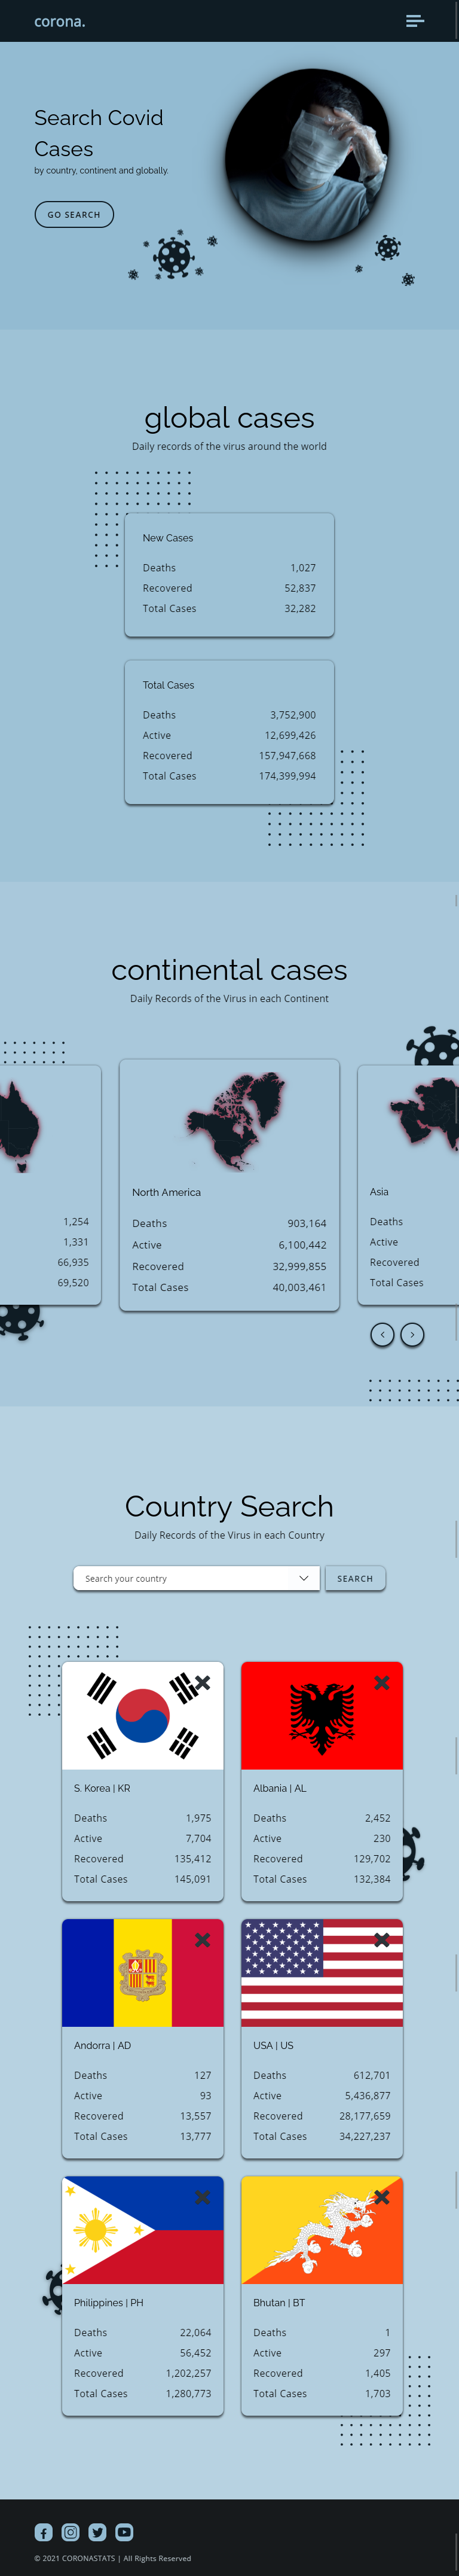 corona.
Search Covid
Cases
by country, continent and globally.
GO SEARCH
global cases
Daily records of the virus around the world
New Cases
Deaths 1,027
Recovered 52,837
Total Cases 32,282
Total Cases
Deaths 3,752,900
Active 12,699,426
Recovered 157,947,668
Total Cases 174,399,994
continental cases
Daily Records of the Virus in each Continent
1,254
1,331
66,935
69,520
North America
Deaths 903,164
Active 6,100,442
Recovered 32,999,855
Total Cases 40,003,461
Asia
Deaths
Active
Recovered
Total Cases
Country Search
Daily Records of the Virus in each Country
Search your country
SEARCH
S. Korea | KR
Deaths 1,975
Active 7,704
Recovered 135,412
Total Cases 145,091
Albania | AL
Deaths 2,452
Active 230
Recovered 129,702
Total Cases 132,384
Andorra | AD
Deaths 127
Active 93
Recovered 13,557
Total Cases 13,777
USA | US
Deaths 612,701
Active 5,436,877
Recovered 28,177,659
Total Cases 34,227,237
Philippines | PH
Deaths 22,064
Active 56,452
Recovered 1,202,257
Total Cases 1,280,773
Bhutan | BT
Deaths 1
Active 297
Recovered 1,405
Total Cases 1,703
© 2021 CORONASTATS | All Rights Reserved